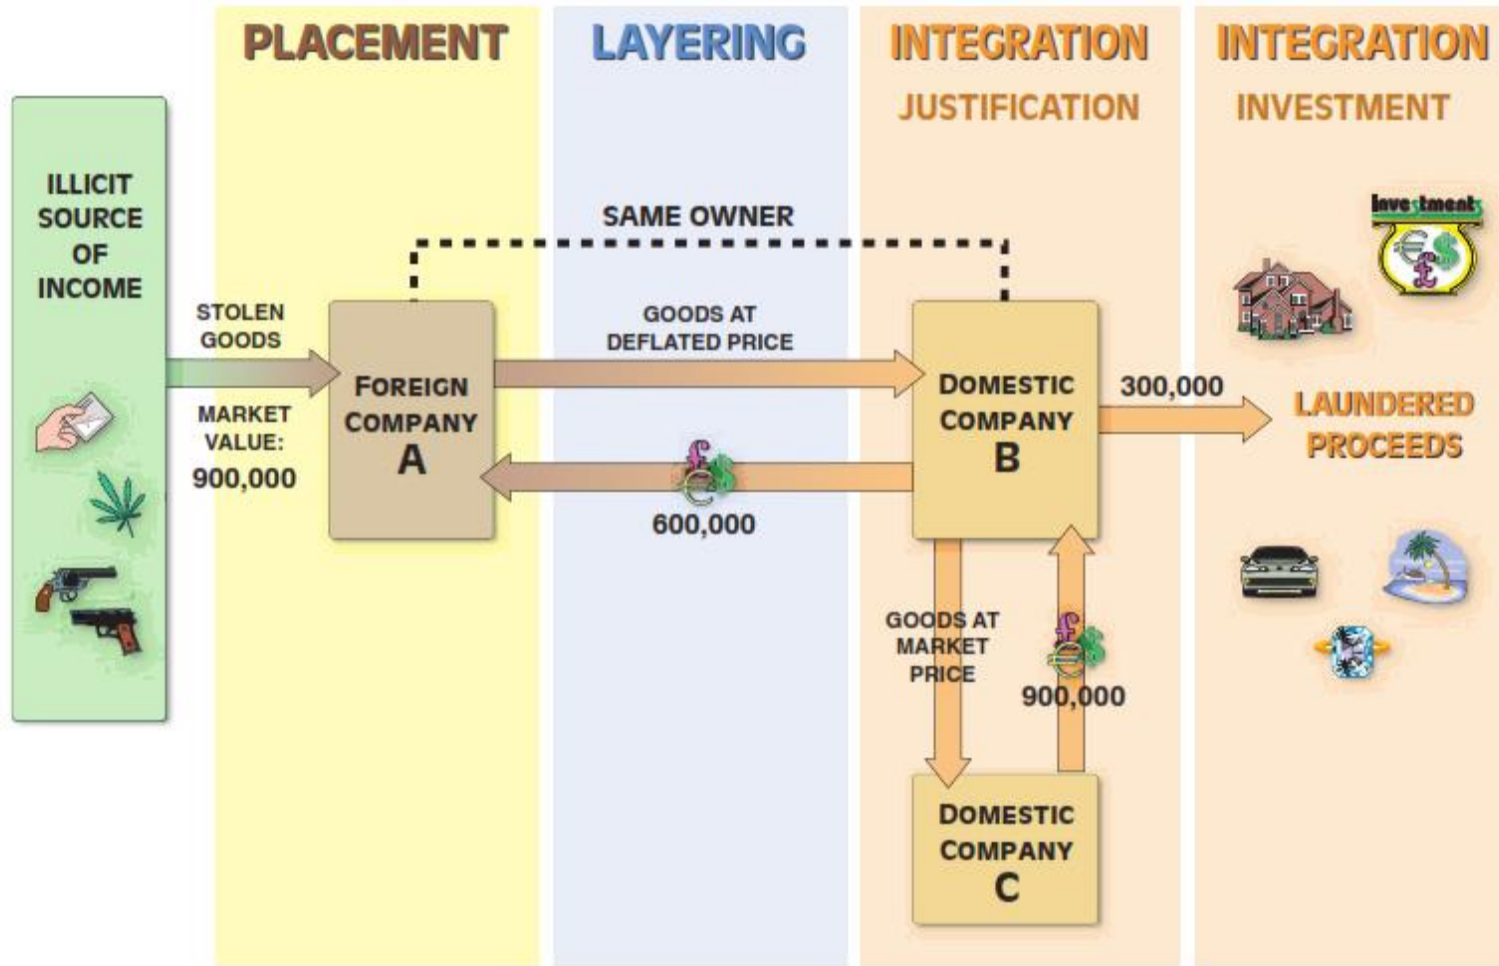 PLACEMENT
LAYERING
INTEGRATION
JUSTIFICATION
INTEGRATION
INVESTMENT
ILLICIT
SOURCE
OF
INCOME
STOLEN
GOODS
MARKET
VALUE:
900,000
SAME OWNER
FOREIGN
COMPANY
A
GOODS AT
DEFLATED PRICE
£
€$
600,000
DOMESTIC
COMPANY
B
300,000
GOODS AT
MARKET
PRICE
£
€$
900,000
DOMESTIC
COMPANY
C
Investments
€$
£
LAUNDERED
PROCEEDS